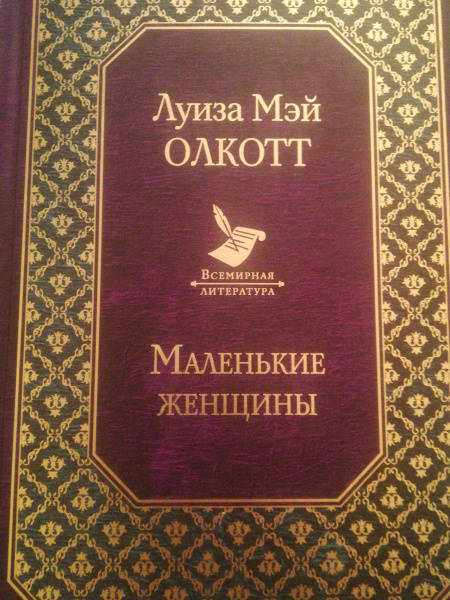 Луиза Мэй
ОЛКОТТ
Всемирная
литература
Маленькие
женщины